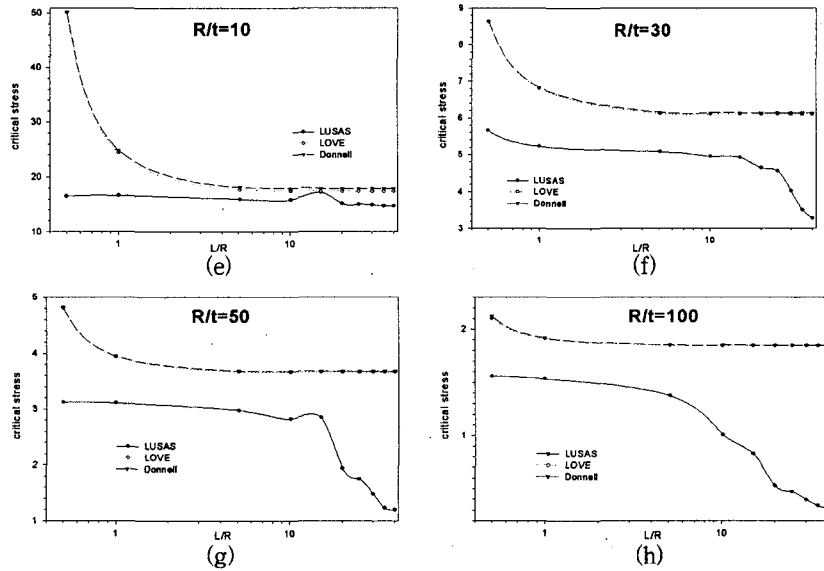 R/t=10
critical stress
50
40
30
20
10
LUSAS
LOVE
Donnell
1
10
L/R
(e)
R/t=30
critical stress
9
8
7
6
5
4
3
LUSAS
LOVE
Donnell
1
10
L/R
(f)
R/t=50
critical stress
5
4
3
2
1
LUSAS
LOVE
Donnell
1
10
L/R
(g)
R/t=100
critical stress
2
1
LUSAS
LOVE
Donnell
1
10
L/R
(h)